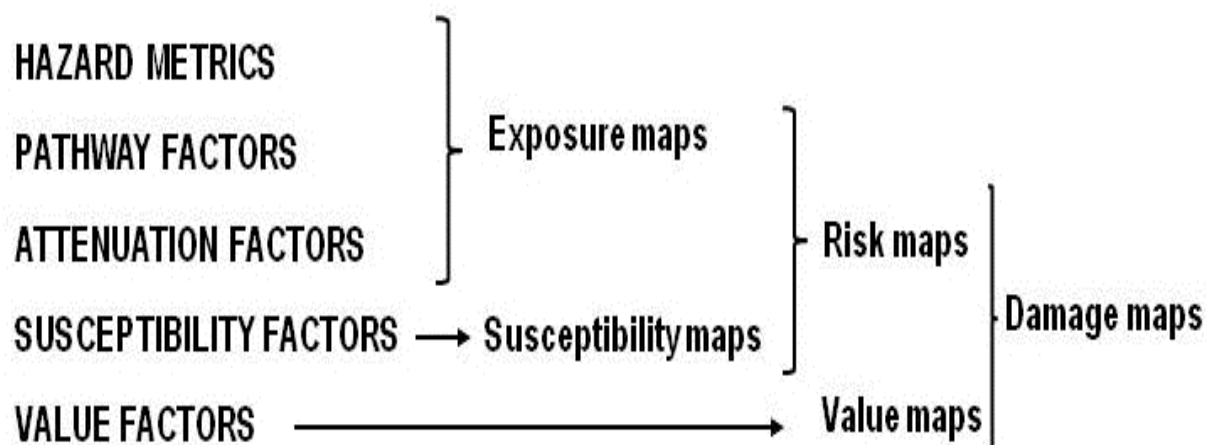 HAZARD METRICS
PATHWAY FACTORS
Exposure maps
ATTENUATION FACTORS
Risk maps
SUSCEPTIBILITY FACTORS
Susceptibility maps
Damage maps
VALUE FACTORS
Value maps